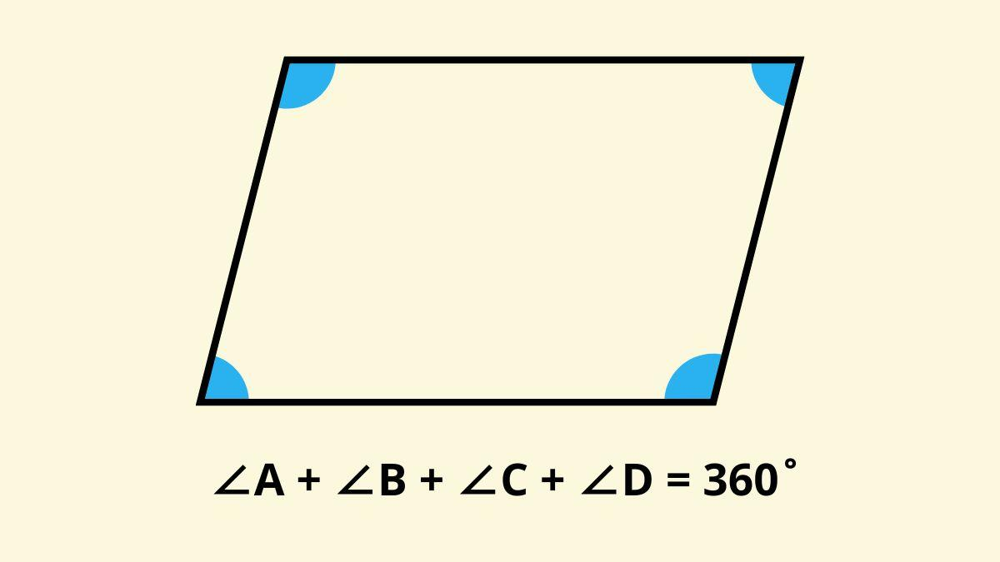 ∠A + ∠B + ∠C + ∠D = 360˚